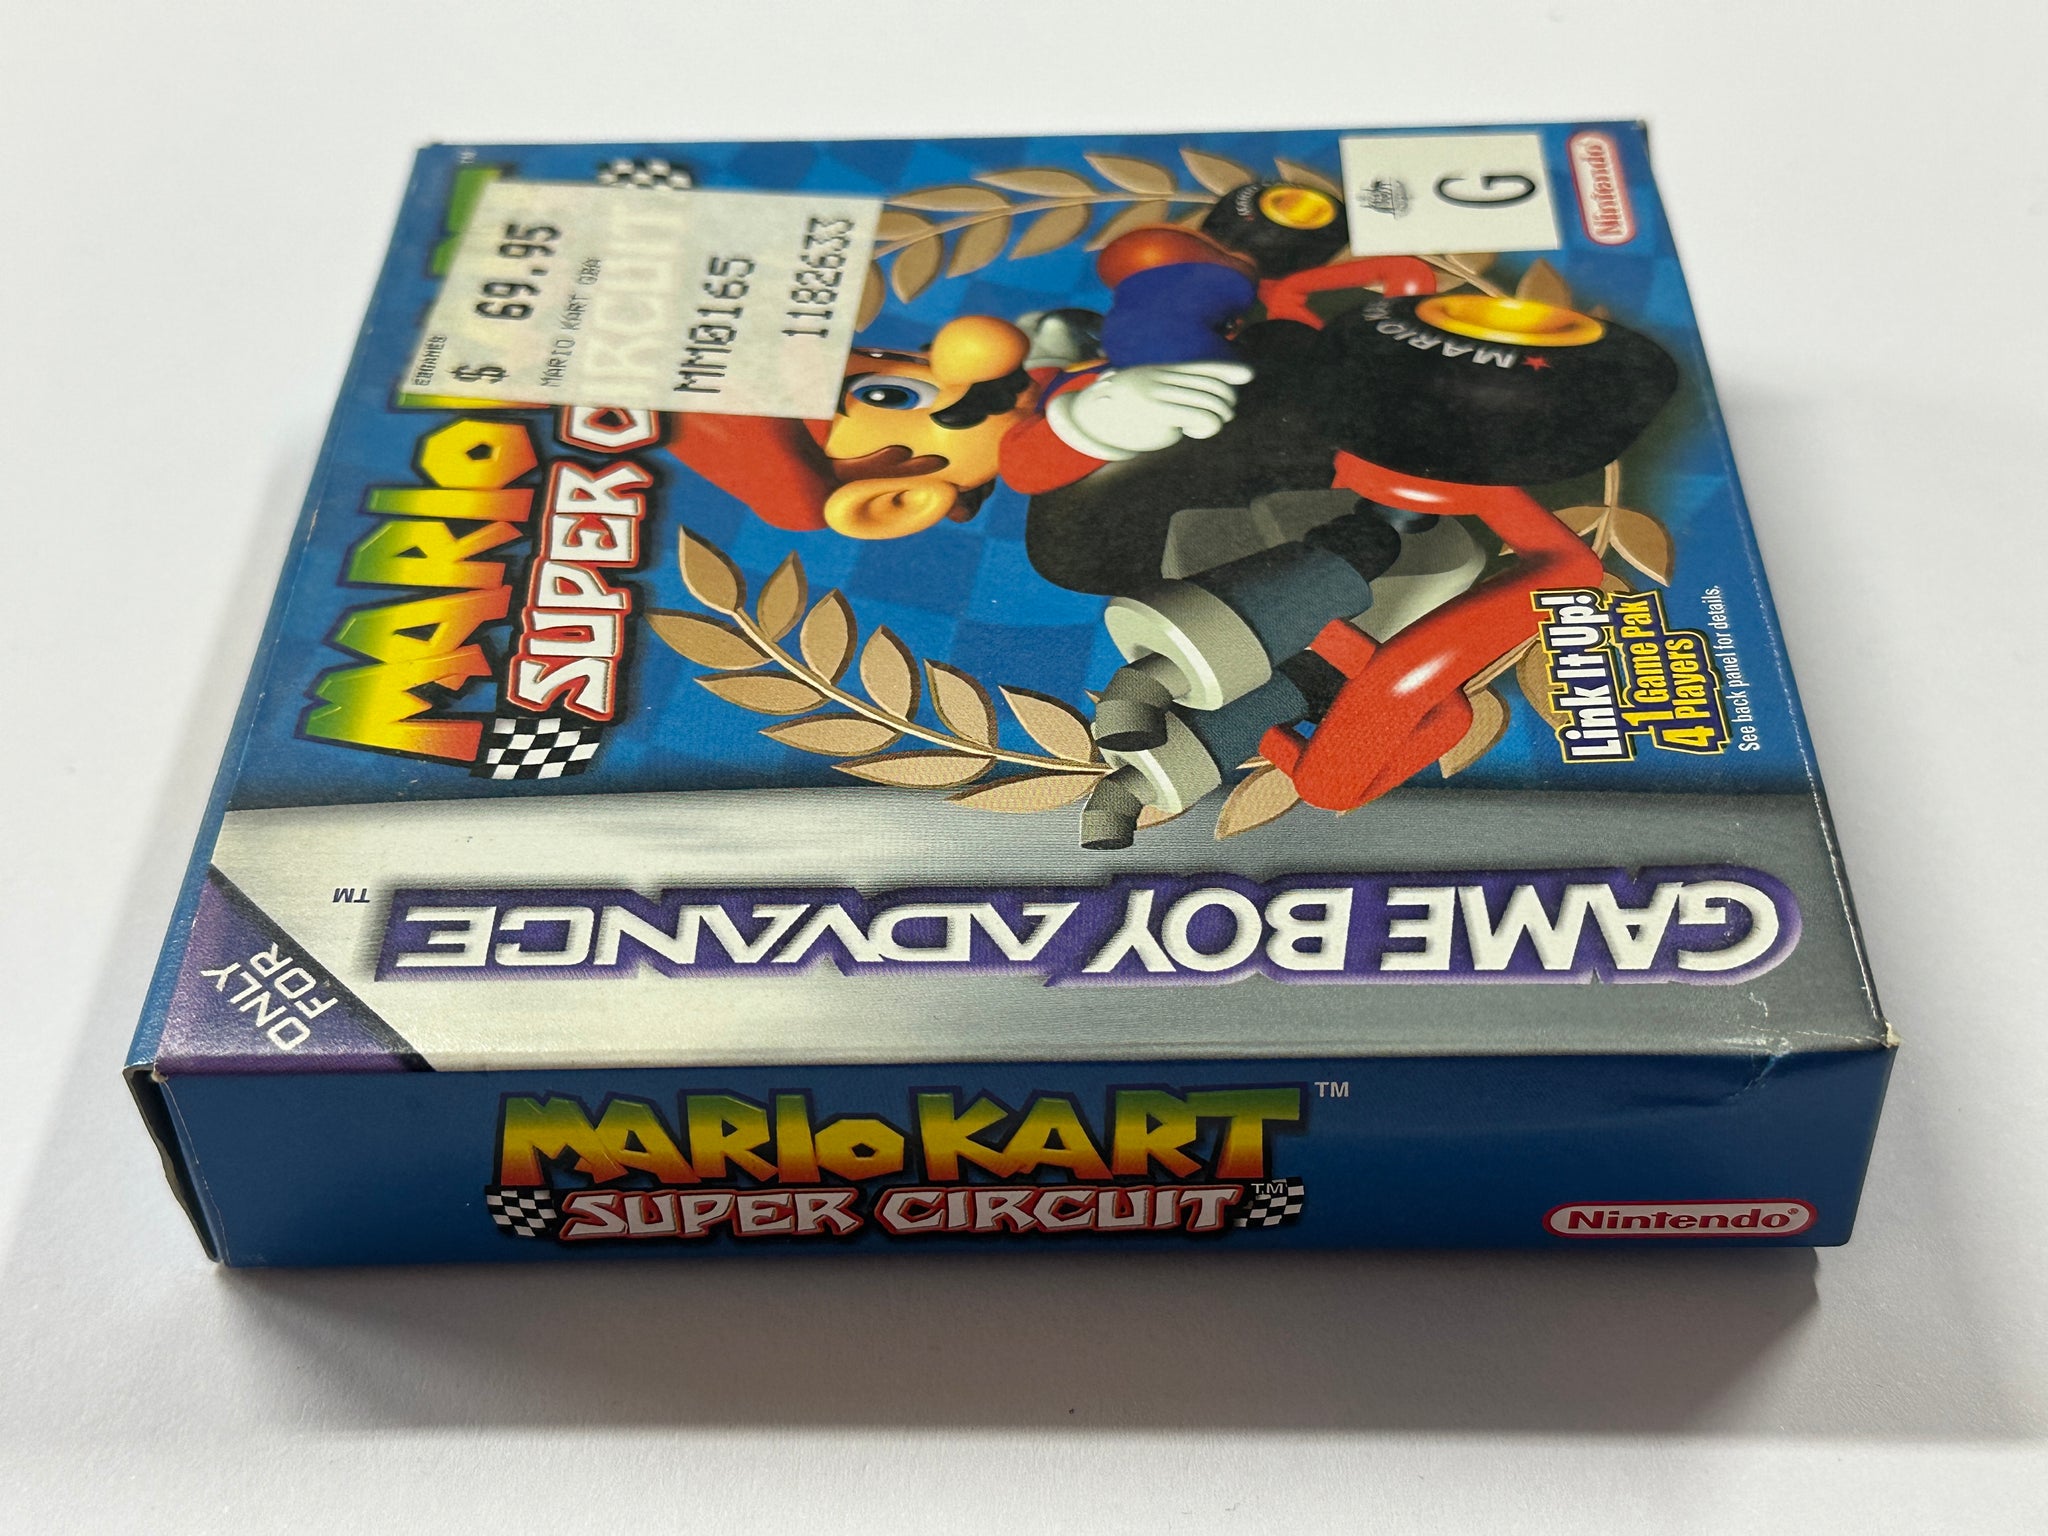 MARIO K
SUPER C
™
$ 69.95
MARIO KART GBA
CIRCUIT
MM0165
1182633
G
Nintendo
MARIO
Link It Up!
1 Game Pak
4 Players
See back panel for details.
GAME BOY ADVANCE
™
ONLY
FOR
MARIO KART ™
SUPER CIRCUIT ™
Nintendo®